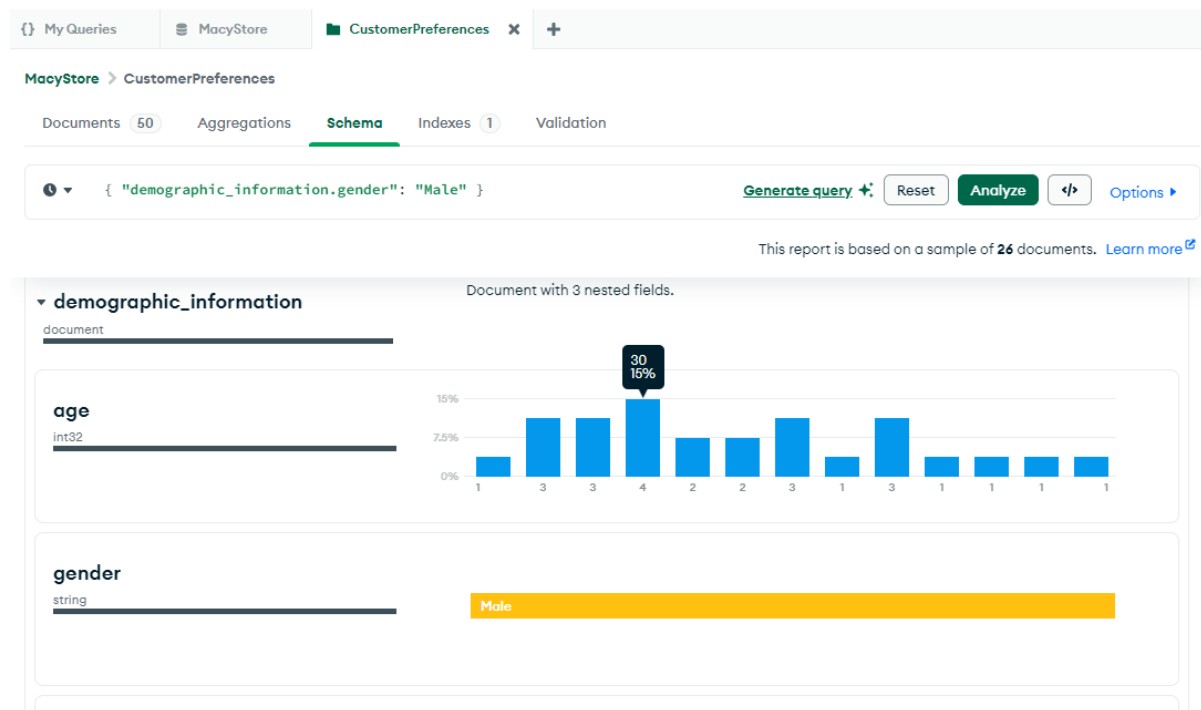 {} My Queries MacyStore CustomerPreferences
MacyStore > CustomerPreferences
Documents 50 Aggregations Schema Indexes 1 Validation
{ "demographic_information.gender": "Male" } Generate query Reset Analyze </> Options
This report is based on a sample of 26 documents. Learn more
demographic_information Document with 3 nested fields.
document
30
15%
age
int32
15%
7.5%
0%
1 3 3 4 2 2 3 1 3 1 1 1 1
gender
string
Male